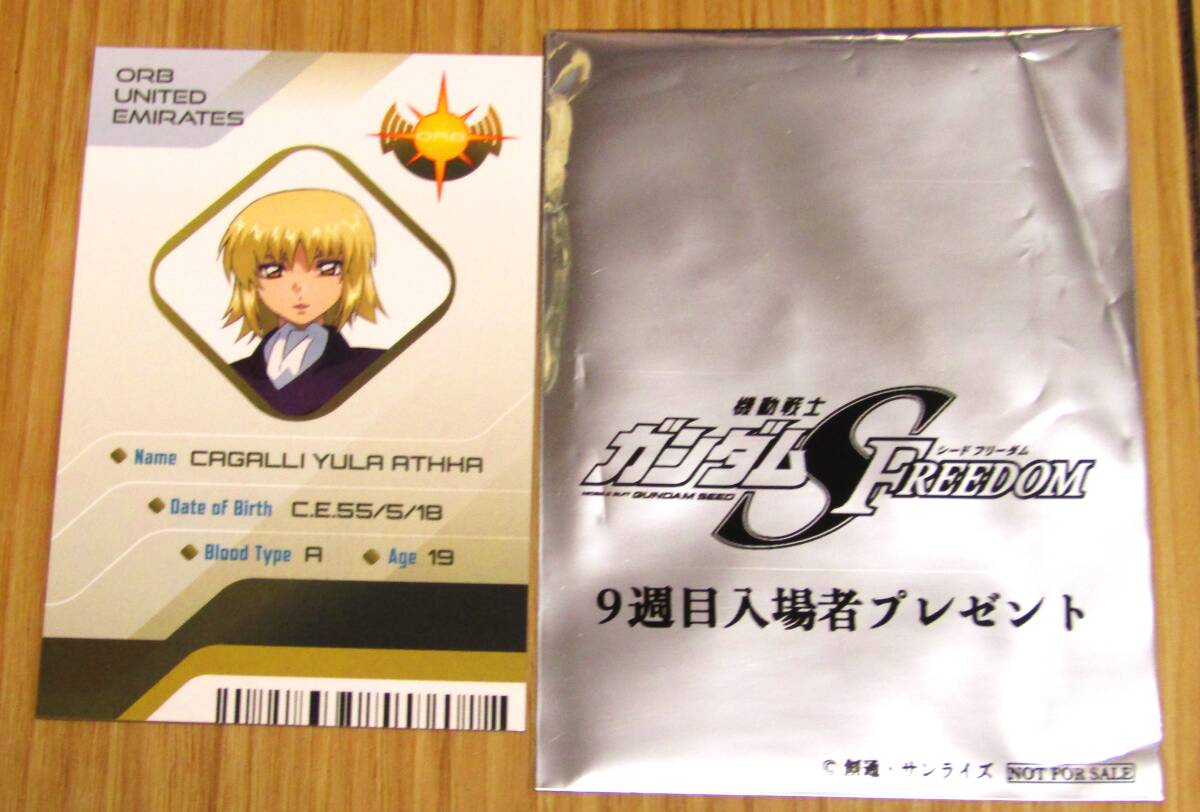 ORB
UNITED
EMIRATES
ORB
Name CAGALLI YULA ATHHA
Date of Birth C.E.55/5/18
Blood Type A Age 19
機動戦士
ガンダム
MOBILE SUIT GUNDAM SEED
シード フリーダム
SFREEDOM
9週目入場者プレゼント
© 創通・サンライズ NOT FOR SALE